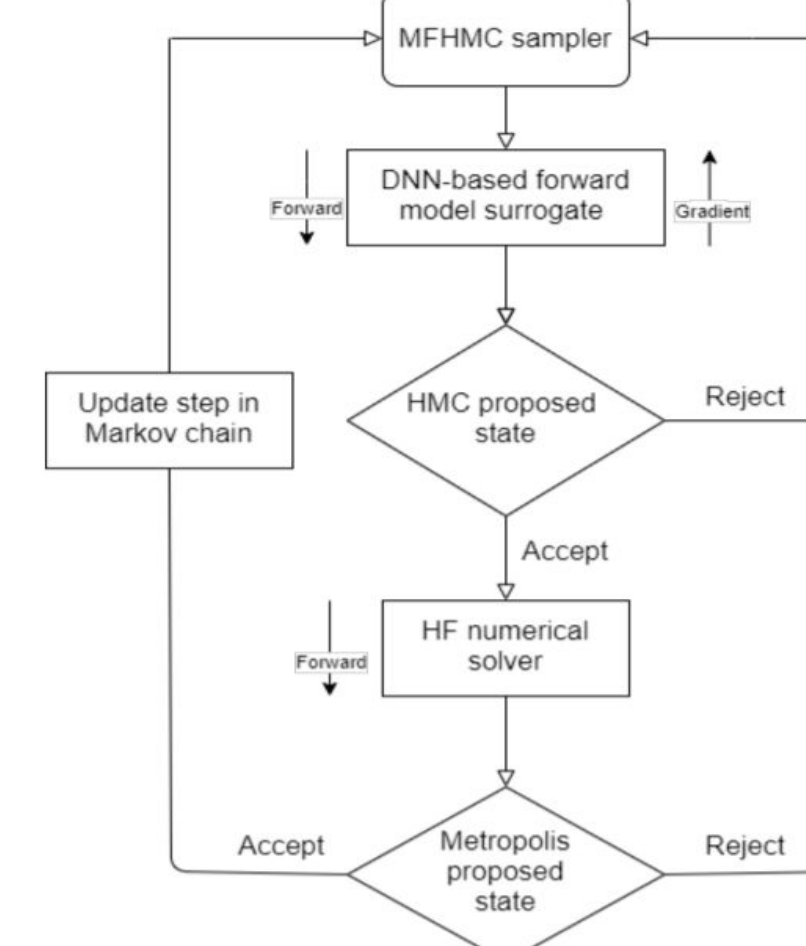 MFHMC sampler
DNN-based forward
model surrogate
Forward
Gradient
HMC proposed
state
Reject
Update step in
Markov chain
Accept
HF numerical
solver
Forward
Metropolis
proposed
state
Accept
Reject